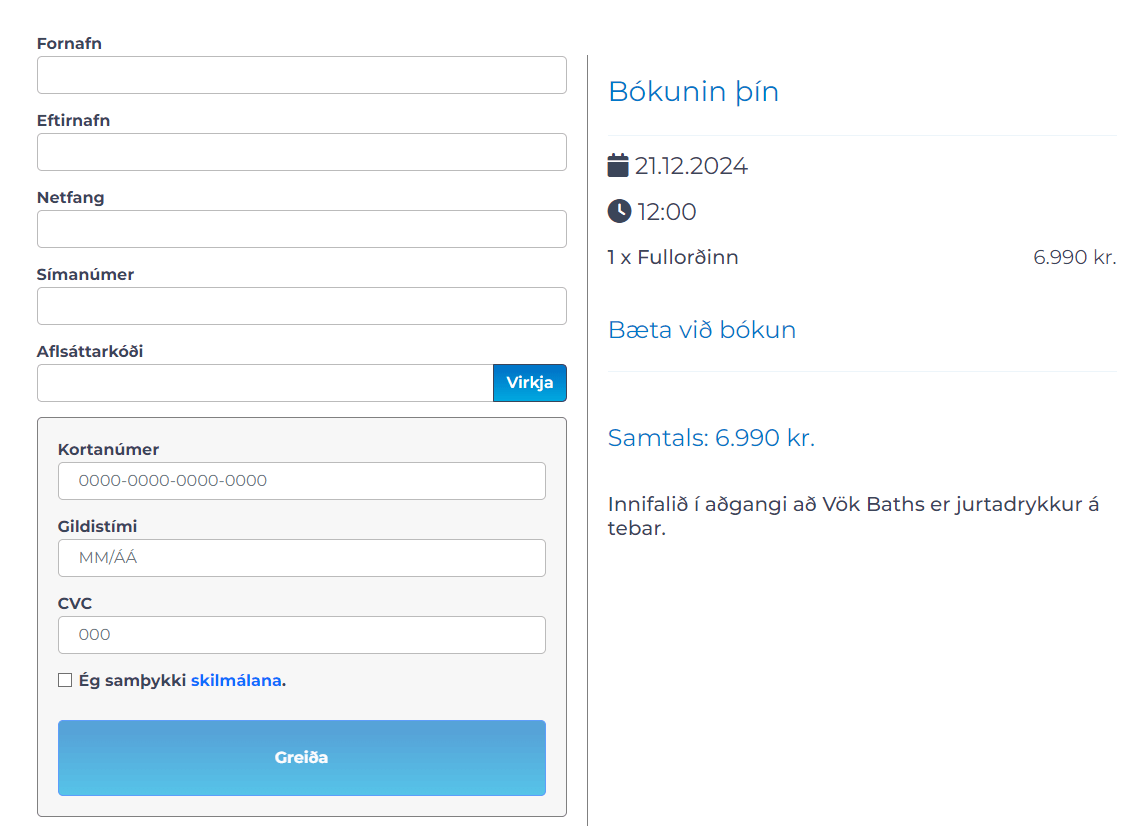 Fornafn
Eftirnafn
Netfang
Símanúmer
Aflsáttarkóði
Virkja
Kortanúmer
0000-0000-0000-0000
Gildistími
MM/ÁÁ
CVC
000
Ég samþykki skilmálana.
Greiða
Bókunin þín
21.12.2024
12:00
1 x Fullorðinn 6.990 kr.
Bæta við bókun
Samtals: 6.990 kr.
Innifalið í aðgangi að Vök Baths er jurtadrykkur á
tebar.